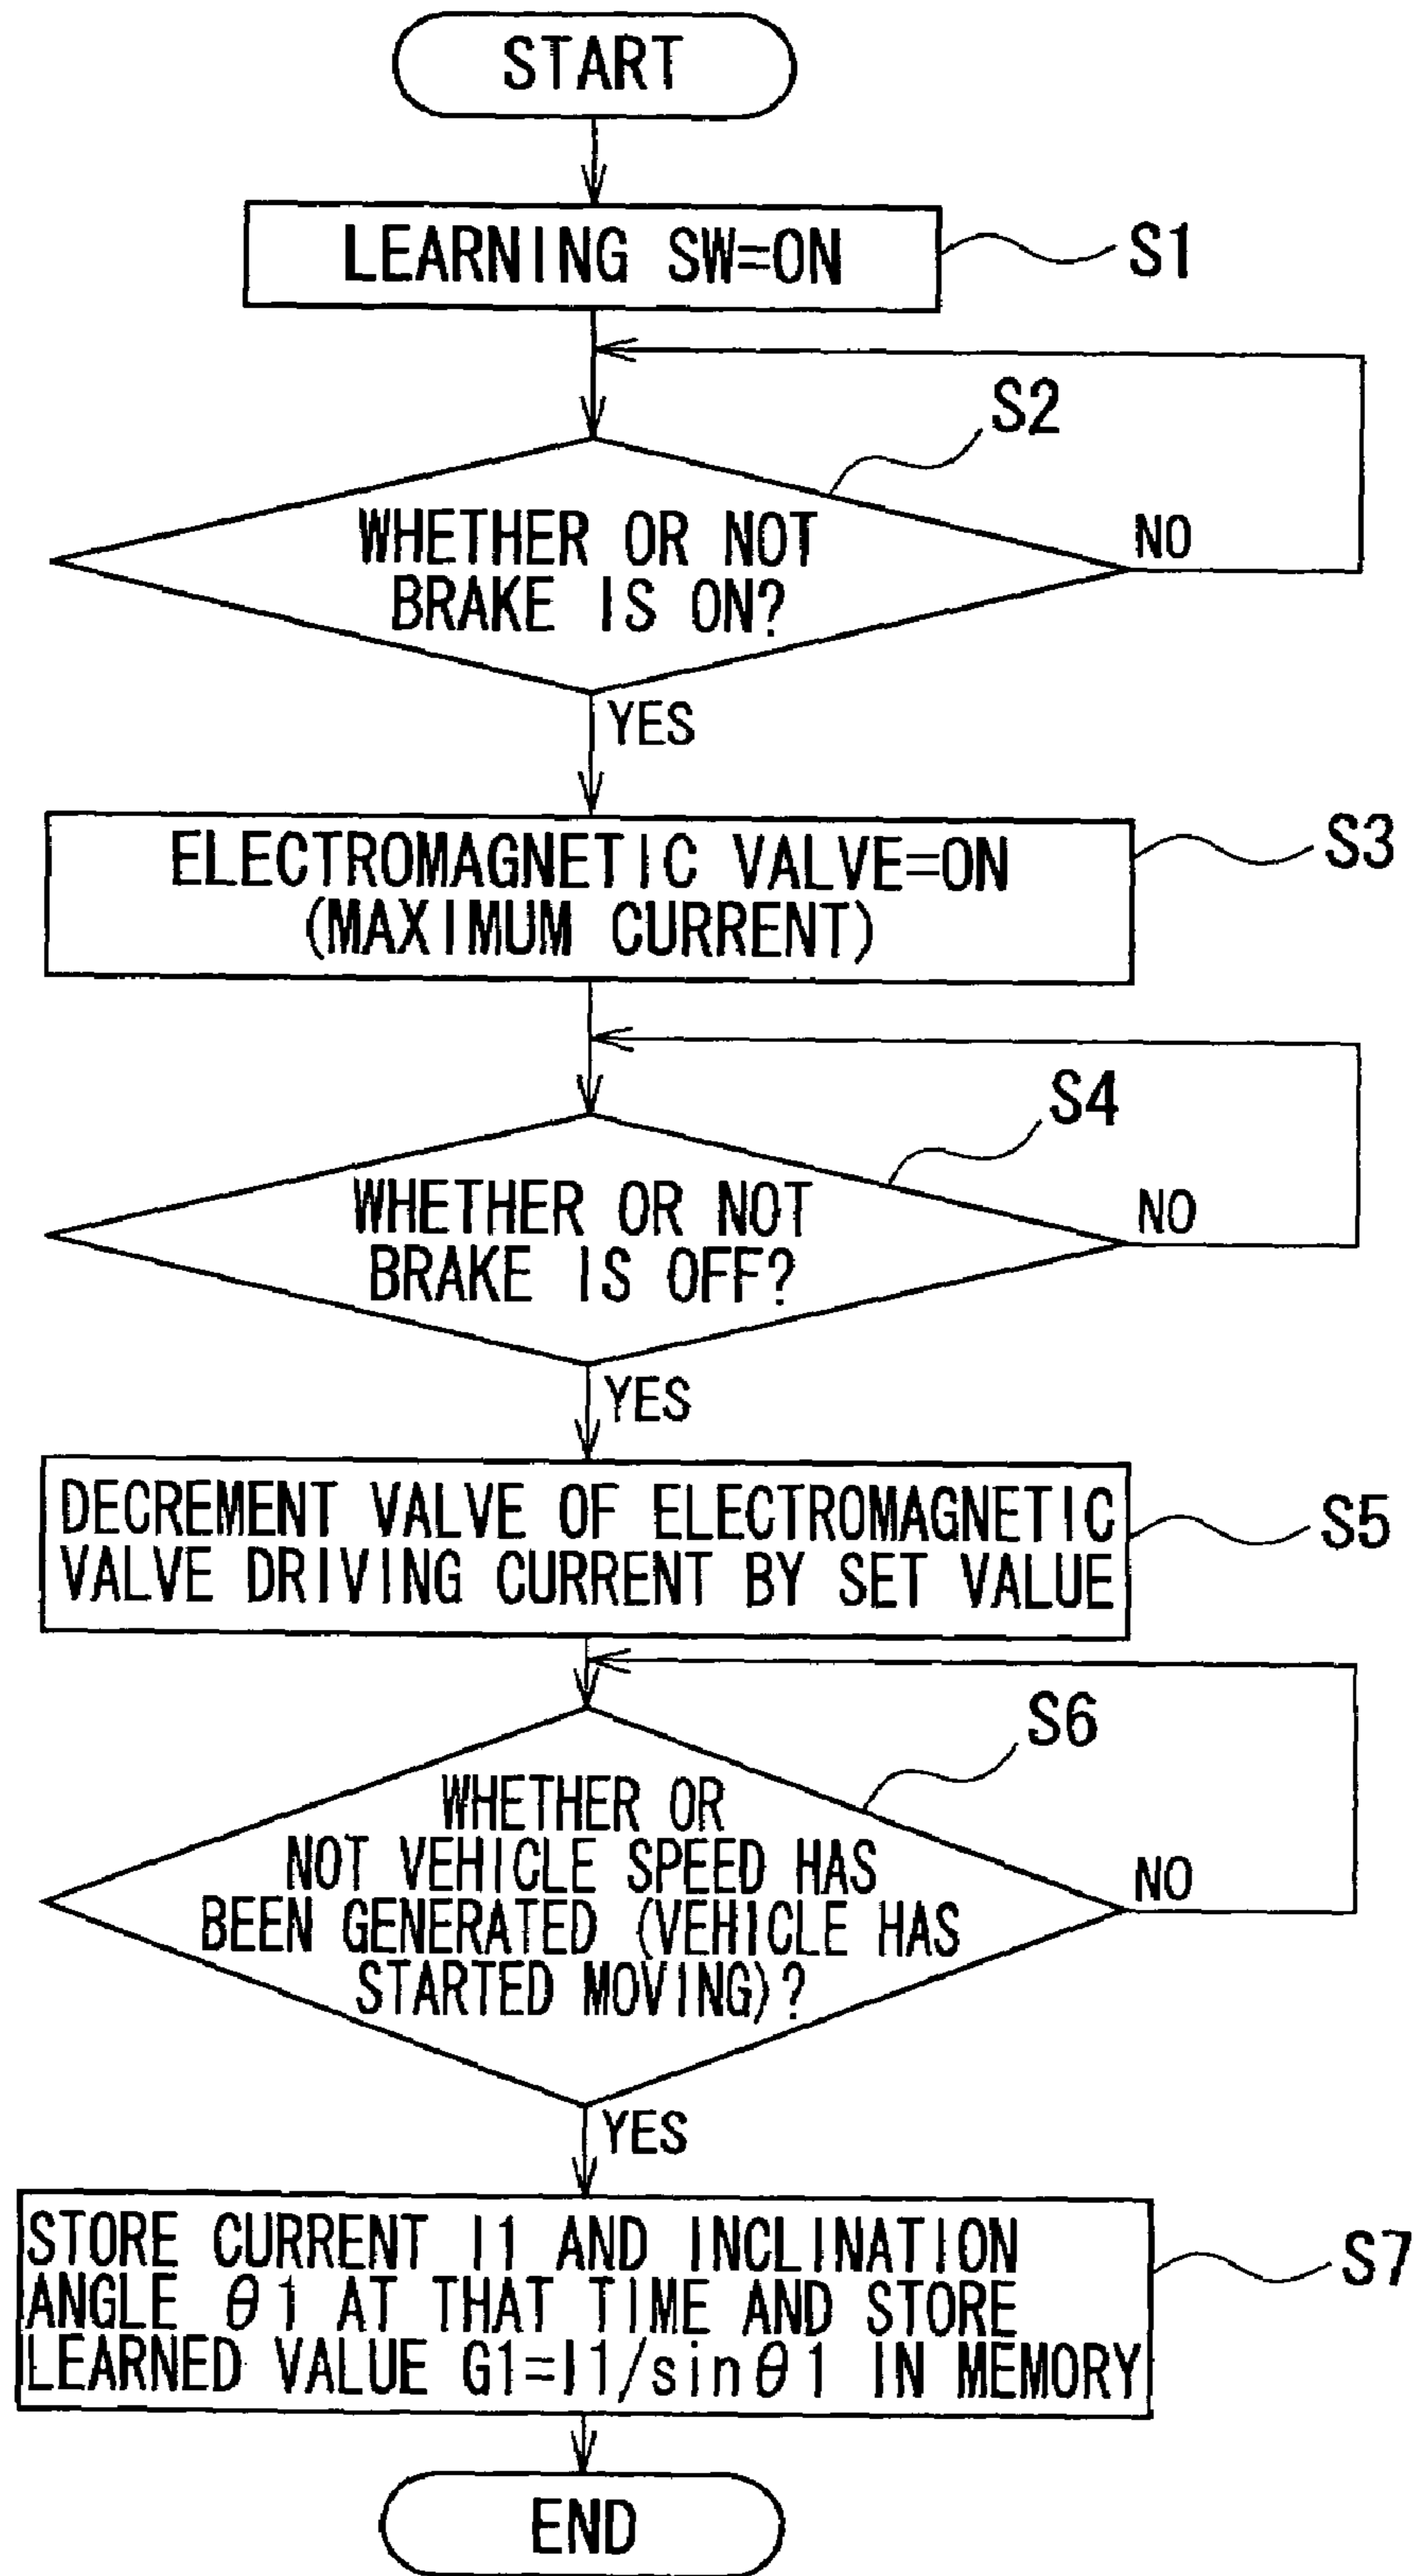 START
LEARNING SW=ON
S1
S2
WHETHER OR NOT
BRAKE IS ON?
NO
YES
ELECTROMAGNETIC VALVE=ON
(MAXIMUM CURRENT)
S3
S4
WHETHER OR NOT
BRAKE IS OFF?
NO
YES
DECREMENT VALVE OF ELECTROMAGNETIC
VALVE DRIVING CURRENT BY SET VALUE
S5
S6
WHETHER OR
NOT VEHICLE SPEED HAS
BEEN GENERATED (VEHICLE HAS
STARTED MOVING)?
NO
YES
STORE CURRENT I1 AND INCLINATION
ANGLE θ1 AT THAT TIME AND STORE
LEARNED VALUE G1=I1/sinθ1 IN MEMORY
S7
END